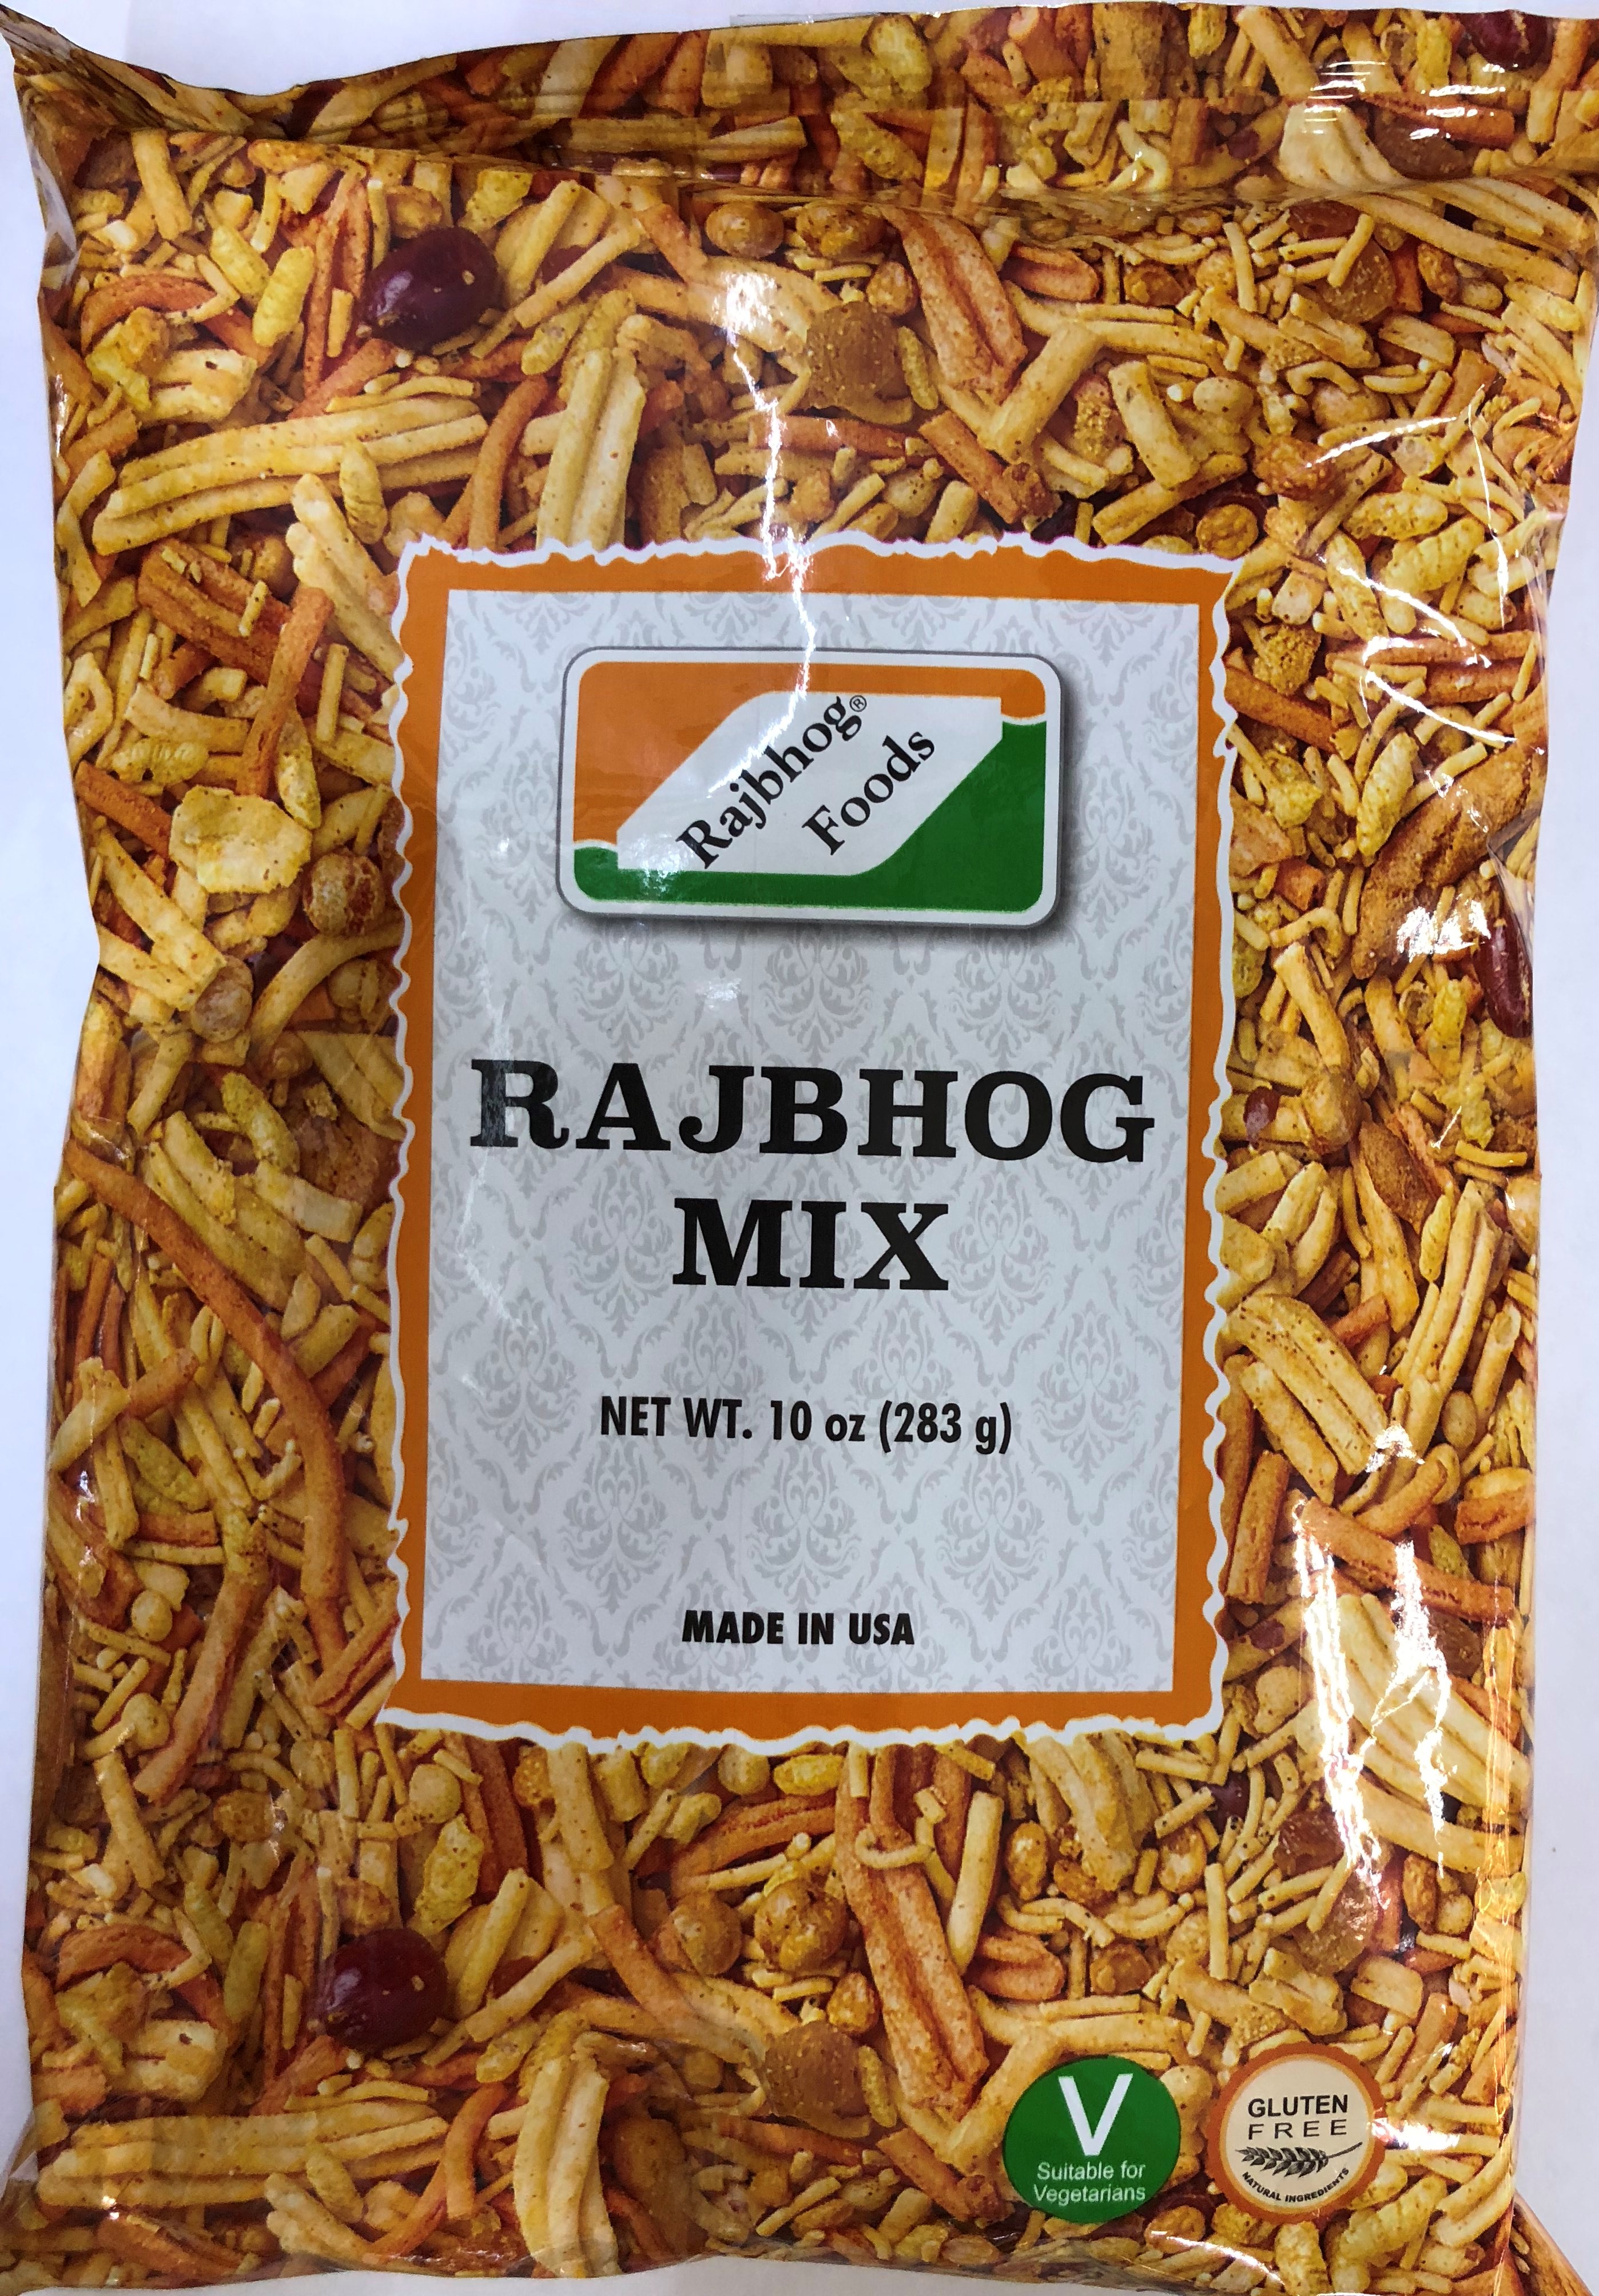 Rajbhog®
Foods
RAJBHOG
MIX
NET WT. 10 oz (283 g)
MADE IN USA
V
Suitable for
Vegetarians
GLUTEN
FREE
NATURAL INGREDIENTS